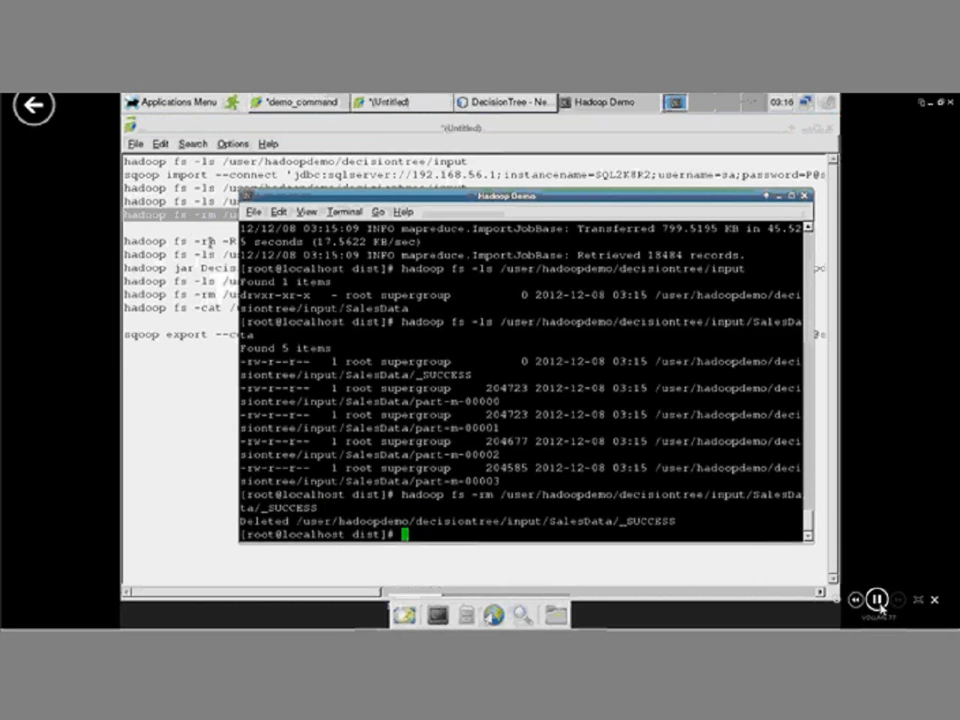 Applications Menu
*demo_command
*(Untitled)
DecisionTree - Ne...
Hadoop Demo
03:16
*(Untitled)
File Edit Search Options Help
hadoop fs -ls /user/hadoopdemo/decisiontree/input
sqoop import --connect 'jdbc:sqlserver://192.168.56.1;instancename=SQL2K8R2;username=sa;password=P@s
hadoop fs -ls /user/hadoopdemo/decisiontree/input
hadoop fs -ls /u
hadoop fs -rm /u
hadoop fs -rm -R
hadoop fs -ls /u
hadoop jar Decis
hadoop fs -ls /u
hadoop fs -rm /u
hadoop fs -cat /
sqoop export --co
Hadoop Demo
File Edit View Terminal Go Help
12/12/08 03:15:09 INFO mapreduce.ImportJobBase: Transferred 799.5195 KB in 45.52
5 seconds (17.5622 KB/sec)
12/12/08 03:15:09 INFO mapreduce.ImportJobBase: Retrieved 18484 records.
[root@localhost dist]# hadoop fs -ls /user/hadoopdemo/decisiontree/input
Found 1 items
drwxr-xr-x - root supergroup 0 2012-12-08 03:15 /user/hadoopdemo/deci
siontree/input/SalesData
[root@localhost dist]# hadoop fs -ls /user/hadoopdemo/decisiontree/input/SalesDa
ta
Found 5 items
-rw-r--r-- 1 root supergroup 0 2012-12-08 03:15 /user/hadoopdemo/deci
siontree/input/SalesData/_SUCCESS
-rw-r--r-- 1 root supergroup 204723 2012-12-08 03:15 /user/hadoopdemo/deci
siontree/input/SalesData/part-m-00000
-rw-r--r-- 1 root supergroup 204723 2012-12-08 03:15 /user/hadoopdemo/deci
siontree/input/SalesData/part-m-00001
-rw-r--r-- 1 root supergroup 204677 2012-12-08 03:15 /user/hadoopdemo/deci
siontree/input/SalesData/part-m-00002
-rw-r--r-- 1 root supergroup 204585 2012-12-08 03:15 /user/hadoopdemo/deci
siontree/input/SalesData/part-m-00003
[root@localhost dist]# hadoop fs -rm /user/hadoopdemo/decisiontree/input/SalesDa
ta/_SUCCESS
Deleted /user/hadoopdemo/decisiontree/input/SalesData/_SUCCESS
[root@localhost dist]#